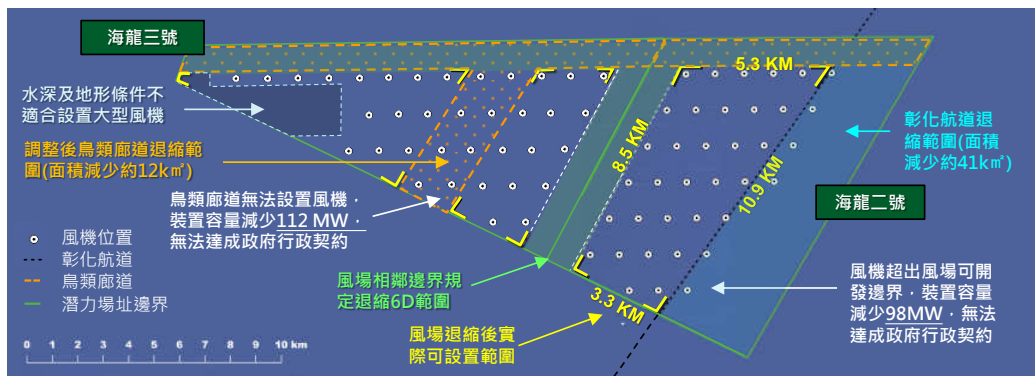 海龍三號
5.3 KM
水深及地形條件不
適合設置大型風機
彰化航道退
縮範圍(面積
減少約41k㎡)
調整後鳥類廊道退縮範
圍(面積減少約12k㎡)
8.5 KM
10.9 KM
鳥類廊道無法設置風機，
裝置容量減少112 MW，
無法達成政府行政契約
海龍二號
風機位置
彰化航道
鳥類廊道
潛力場址邊界
風場相鄰邊界規
定退縮6D範圍
3.3 KM
風機超出風場可開
發邊界，裝置容量
減少98MW，無法
達成政府行政契約
風場退縮後實
際可設置範圍
0 1 2 3 4 5 6 7 8 9 10 km